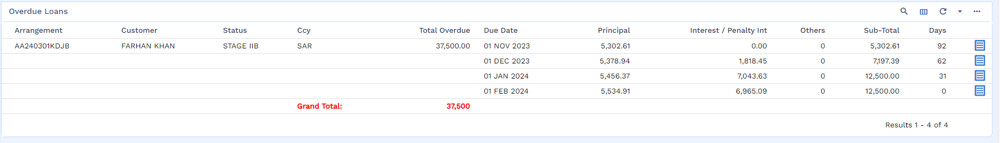 Overdue Loans
Arrangement Customer Status Ccy Total Overdue Due Date Principal Interest / Penalty Int Others Sub-Total Days
AA240301KDJB FARHAN KHAN STAGE IIB SAR 37,500.00 01 NOV 2023 5,302.61 0.00 0 5,302.61 92
01 DEC 2023 5,378.94 1,818.45 0 7,197.39 62
01 JAN 2024 5,456.37 7,043.63 0 12,500.00 31
01 FEB 2024 5,534.91 6,965.09 0 12,500.00 0
Grand Total: 37,500
Results 1 - 4 of 4